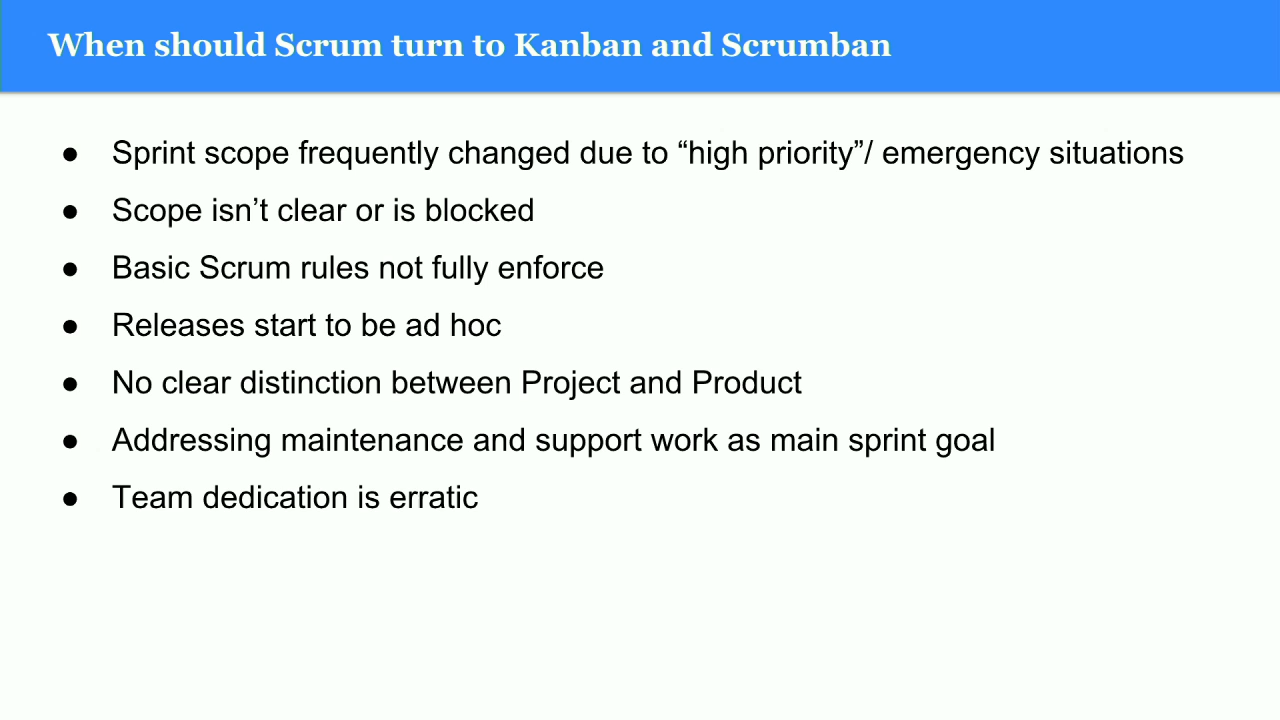 When should Scrum turn to Kanban and Scrumban
● Sprint scope frequently changed due to “high priority”/ emergency situations
● Scope isn’t clear or is blocked
● Basic Scrum rules not fully enforce
● Releases start to be ad hoc
● No clear distinction between Project and Product
● Addressing maintenance and support work as main sprint goal
● Team dedication is erratic